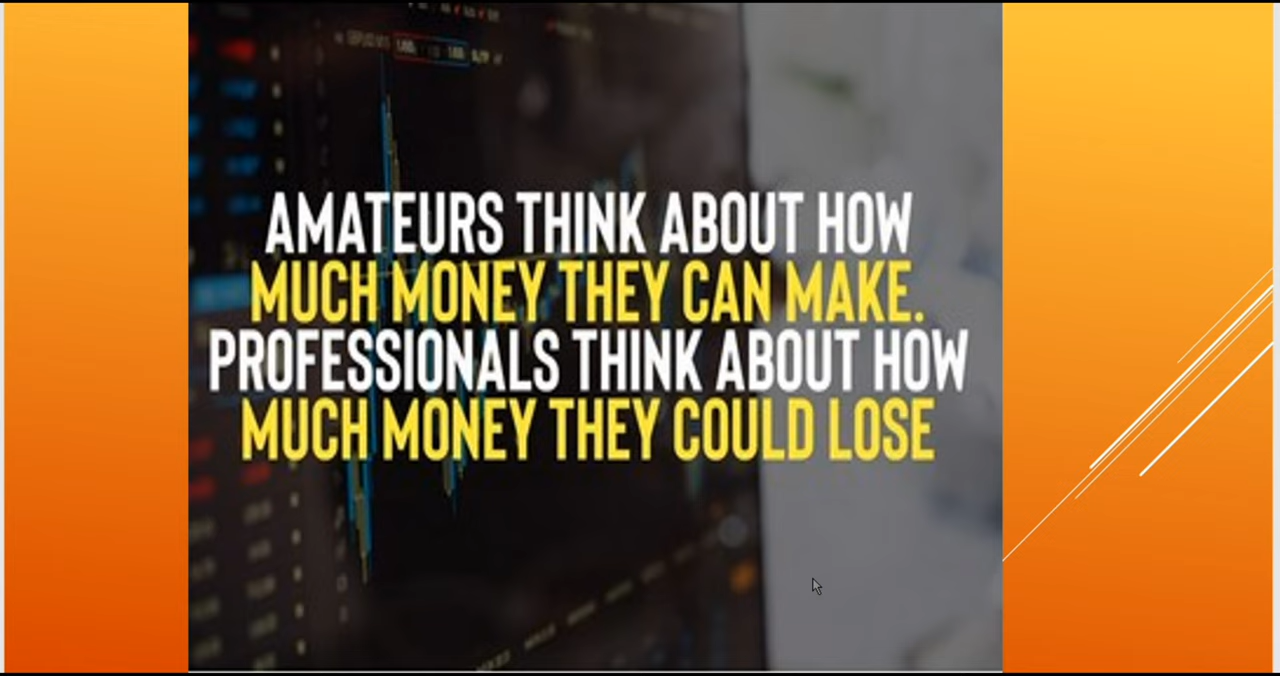 AMATEURS THINK ABOUT HOW
MUCH MONEY THEY CAN MAKE.
PROFESSIONALS THINK ABOUT HOW
MUCH MONEY THEY COULD LOSE